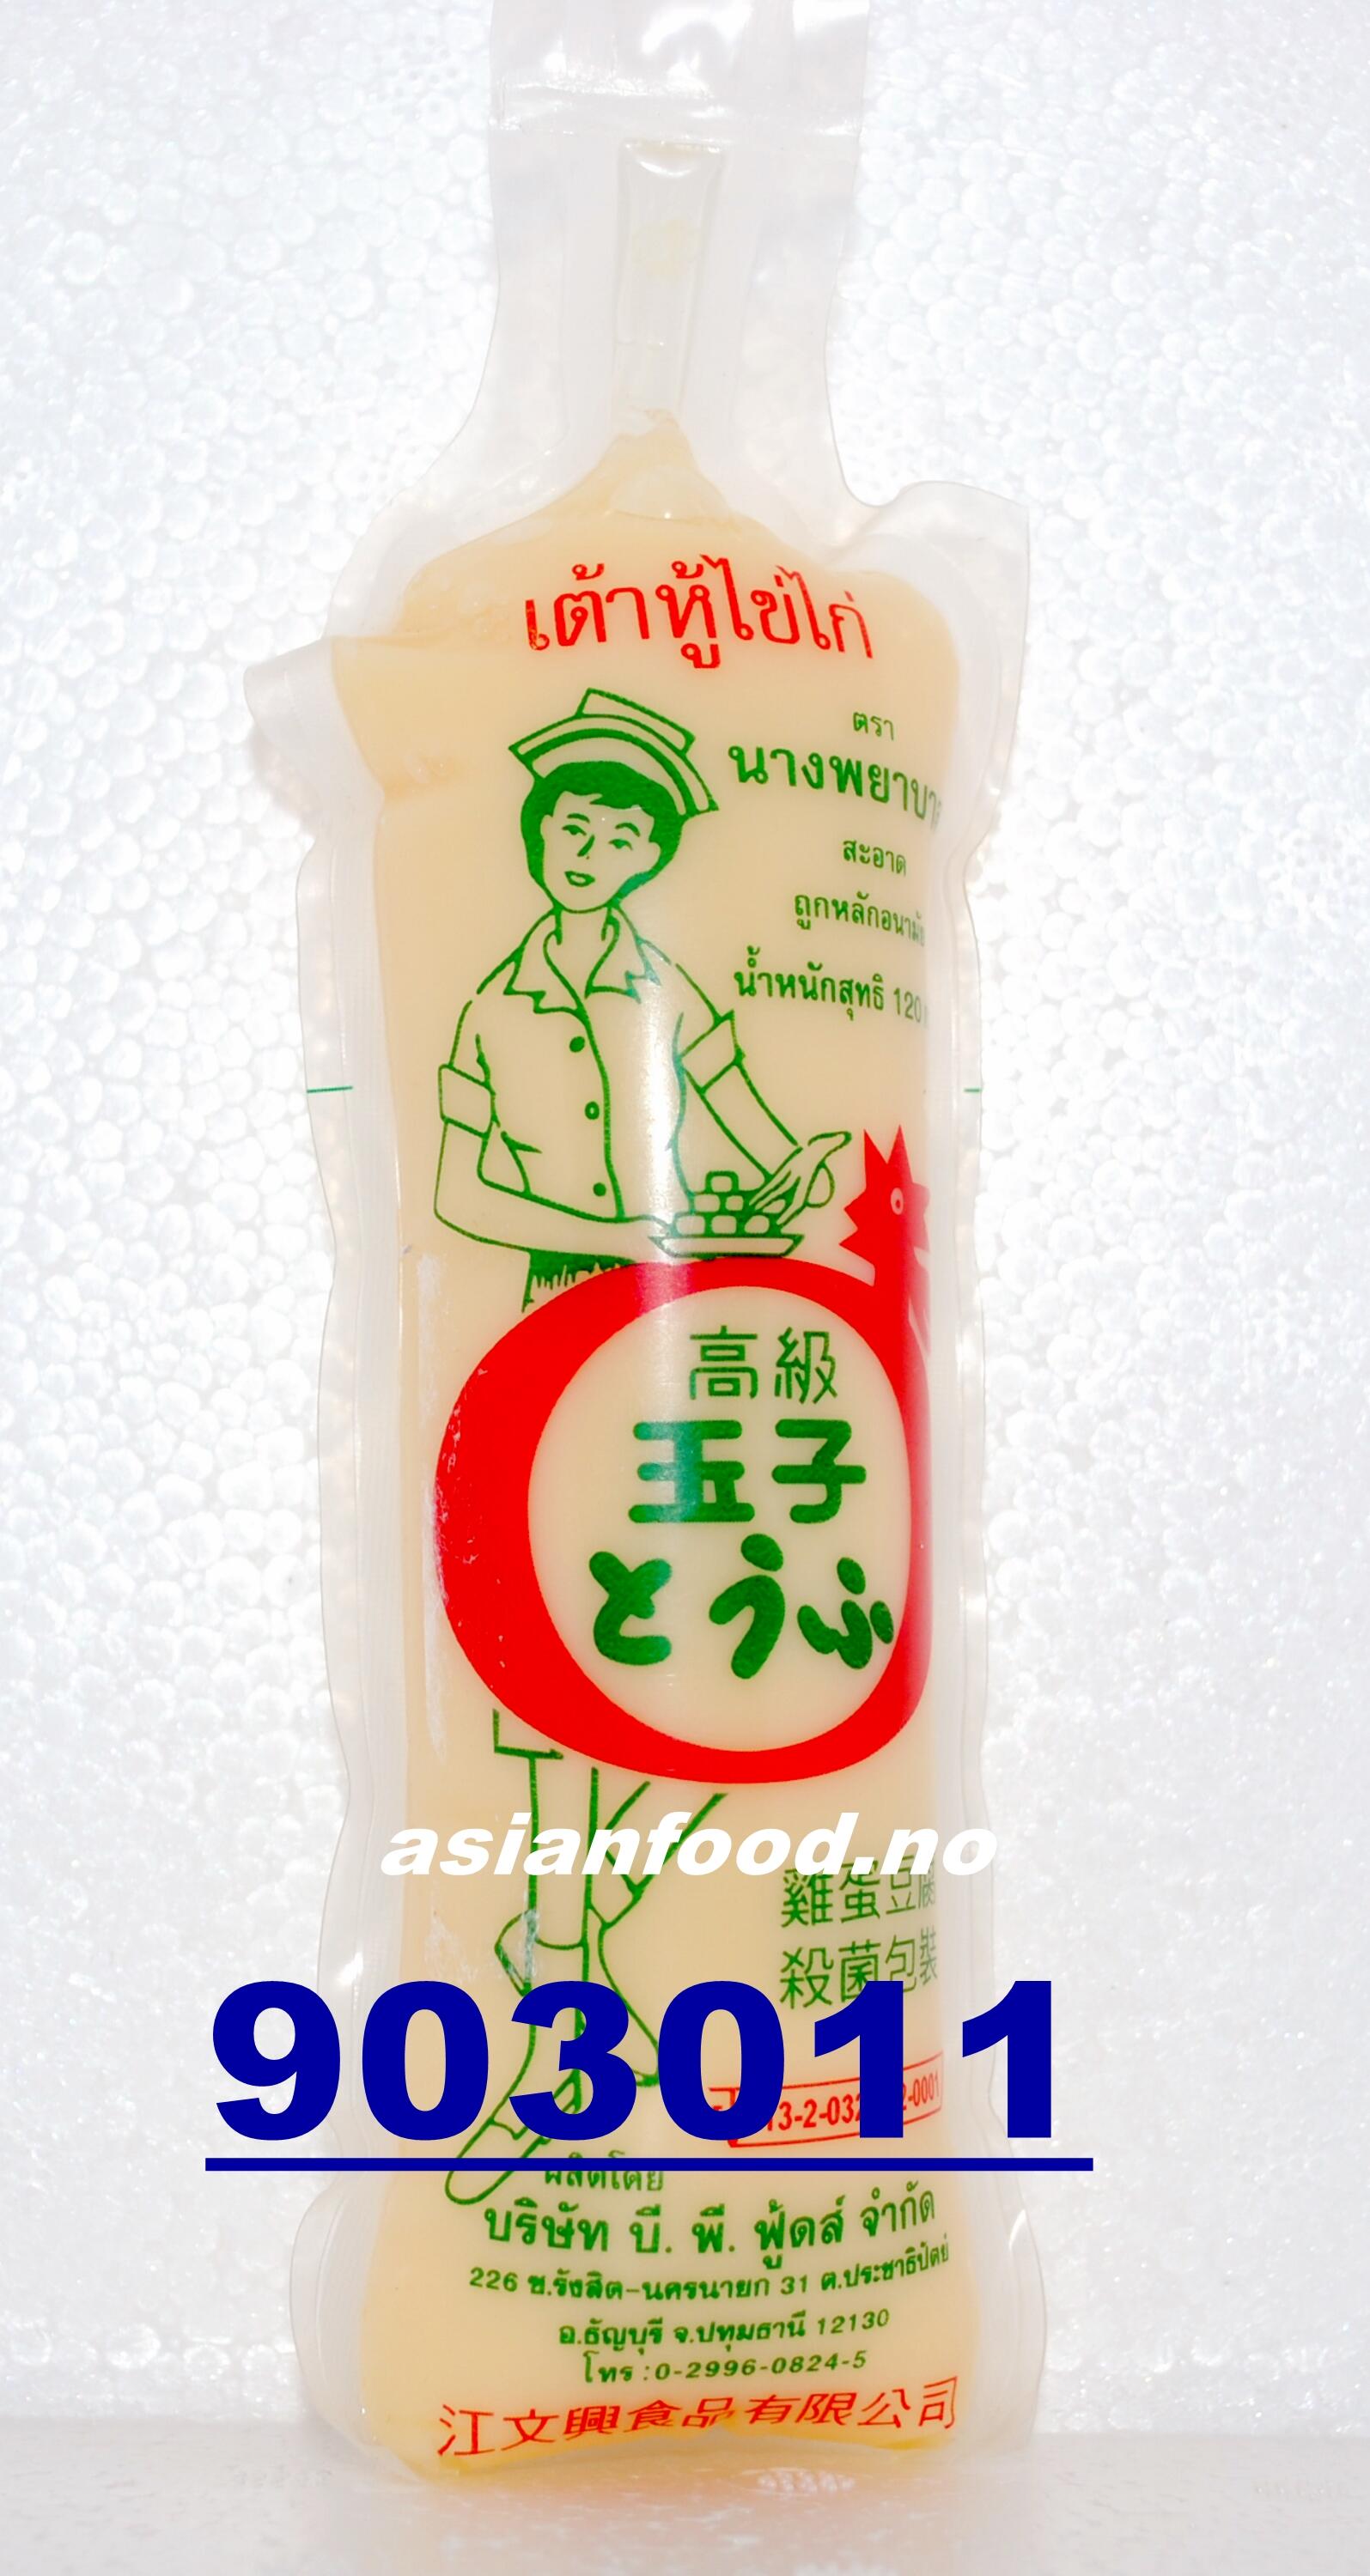 เต้าหู้ไข่ไก่
ตรา
นางพยาบาล
สะอาด
ถูกหลักอนามัย
น้ำหนักสุทธิ 120
高級
玉子
とうふ
asianfood.no
雞蛋豆腐
殺菌包裝
903011
ผลิตโดย
บริษัท บี. พี. ฟู้ดส์ จำกัด
226 ซ.รังสิต-นครนายก 31 ต.ประชาธิปัตย์
อ.ธัญบุรี จ.ปทุมธานี 12130
โทร :0-2996-0824-5
江文興食品有限公司